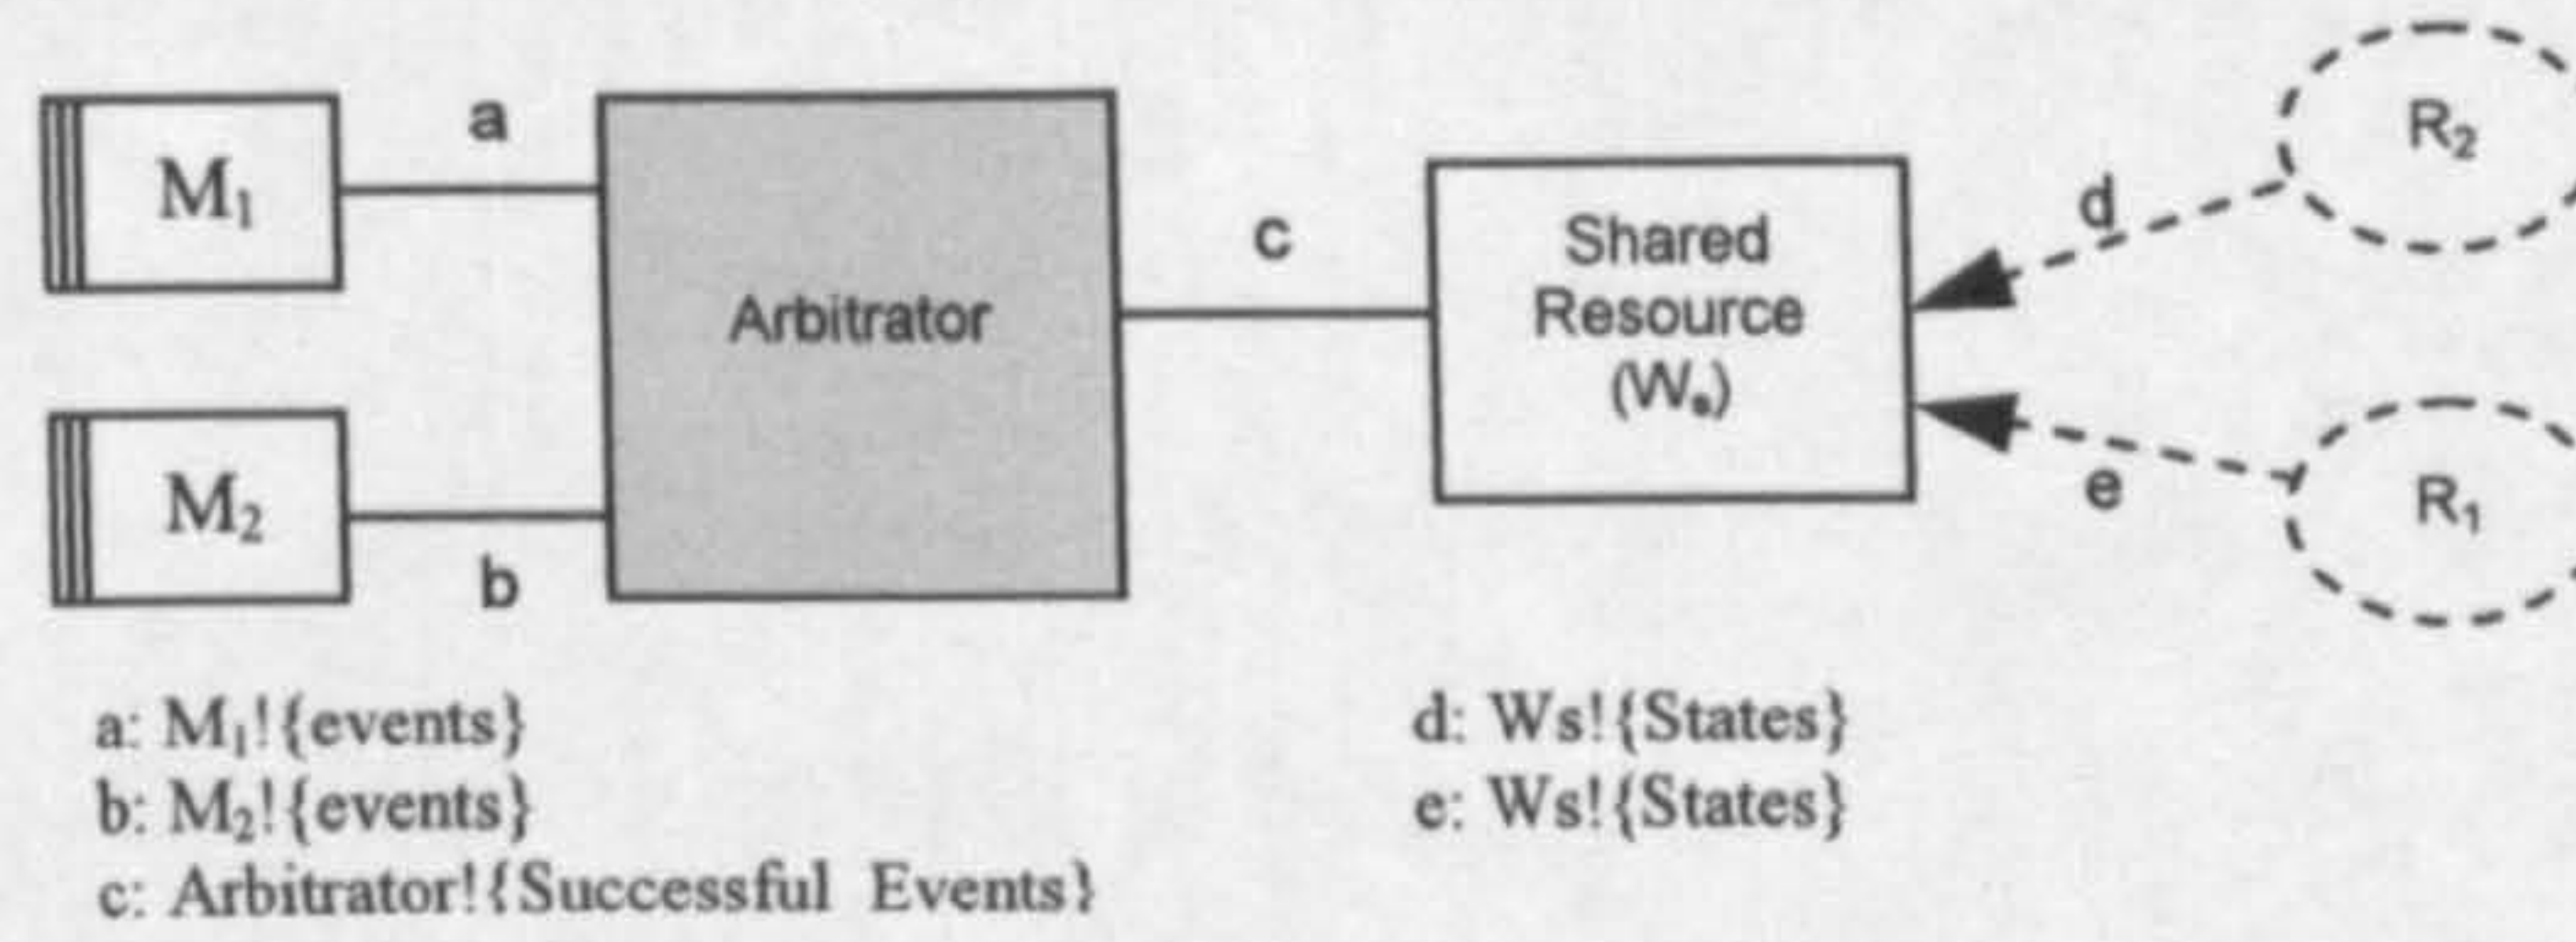 a
M₁
Arbitrator
M₂
b
c
Shared
Resource
(Wₛ)
d
R₂
e
R₁
a: M₁!{events}
b: M₂!{events}
c: Arbitrator!{Successful Events}
d: Ws!{States}
e: Ws!{States}